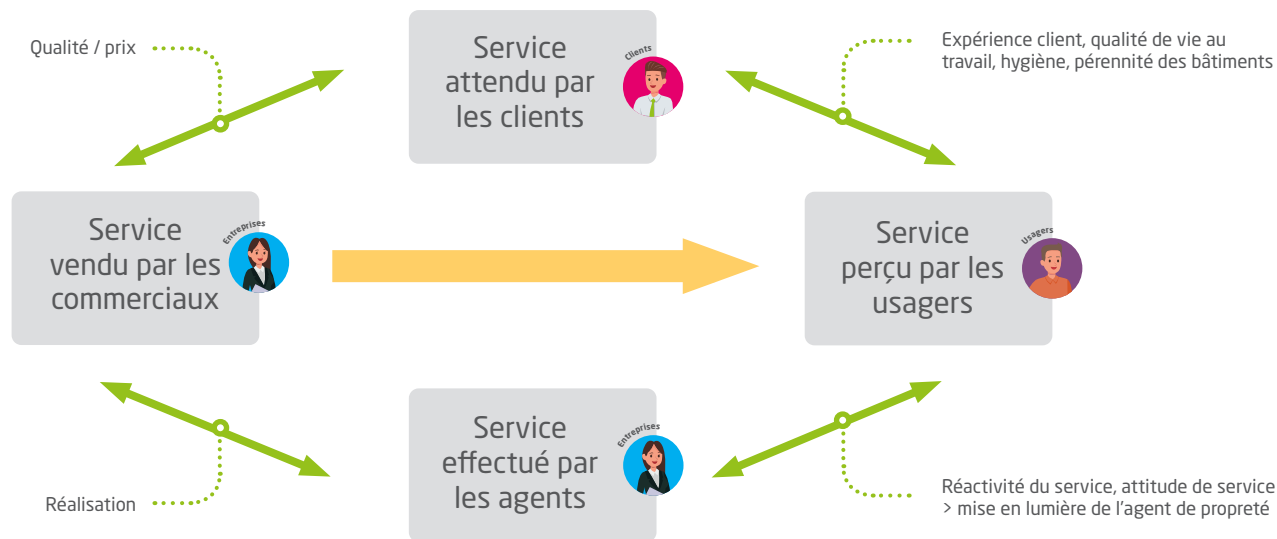 Qualité / prix
Service
attendu par
les clients
Clients
Expérience client, qualité de vie au
travail, hygiène, pérennité des bâtiments
Service
vendu par les
commerciaux
Entreprises
Service
perçu par les
usagers
Usagers
Service
effectué par
les agents
Entreprises
Réalisation
Réactivité du service, attitude de service
> mise en lumière de l'agent de propreté